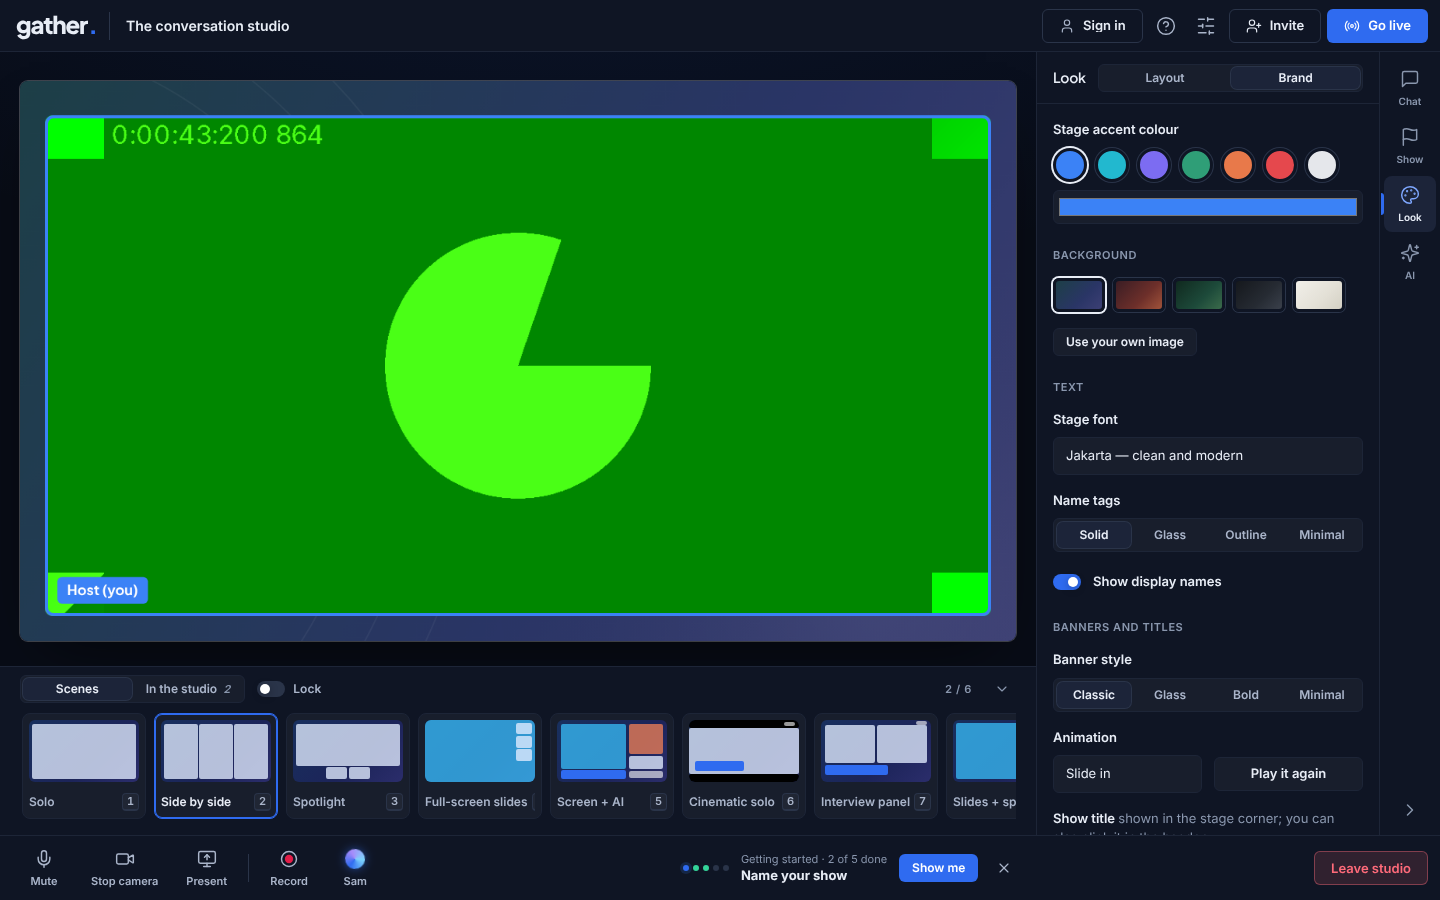 gather.
The conversation studio
Sign in
Invite
Go live
0:00:43:200 864
Host (you)
Look
Layout
Brand
Stage accent colour
BACKGROUND
Use your own image
TEXT
Stage font
Jakarta — clean and modern
Name tags
Solid
Glass
Outline
Minimal
Show display names
BANNERS AND TITLES
Banner style
Classic
Glass
Bold
Minimal
Animation
Slide in
Play it again
Show title shown in the stage corner; you can
Chat
Show
Look
AI
Scenes
In the studio 2
Lock
2 / 6
Solo 1
Side by side 2
Spotlight 3
Full-screen slides
Screen + AI 5
Cinematic solo 6
Interview panel 7
Slides + sp
Mute
Stop camera
Present
Record
Sam
Getting started · 2 of 5 done
Name your show
Show me
Leave studio